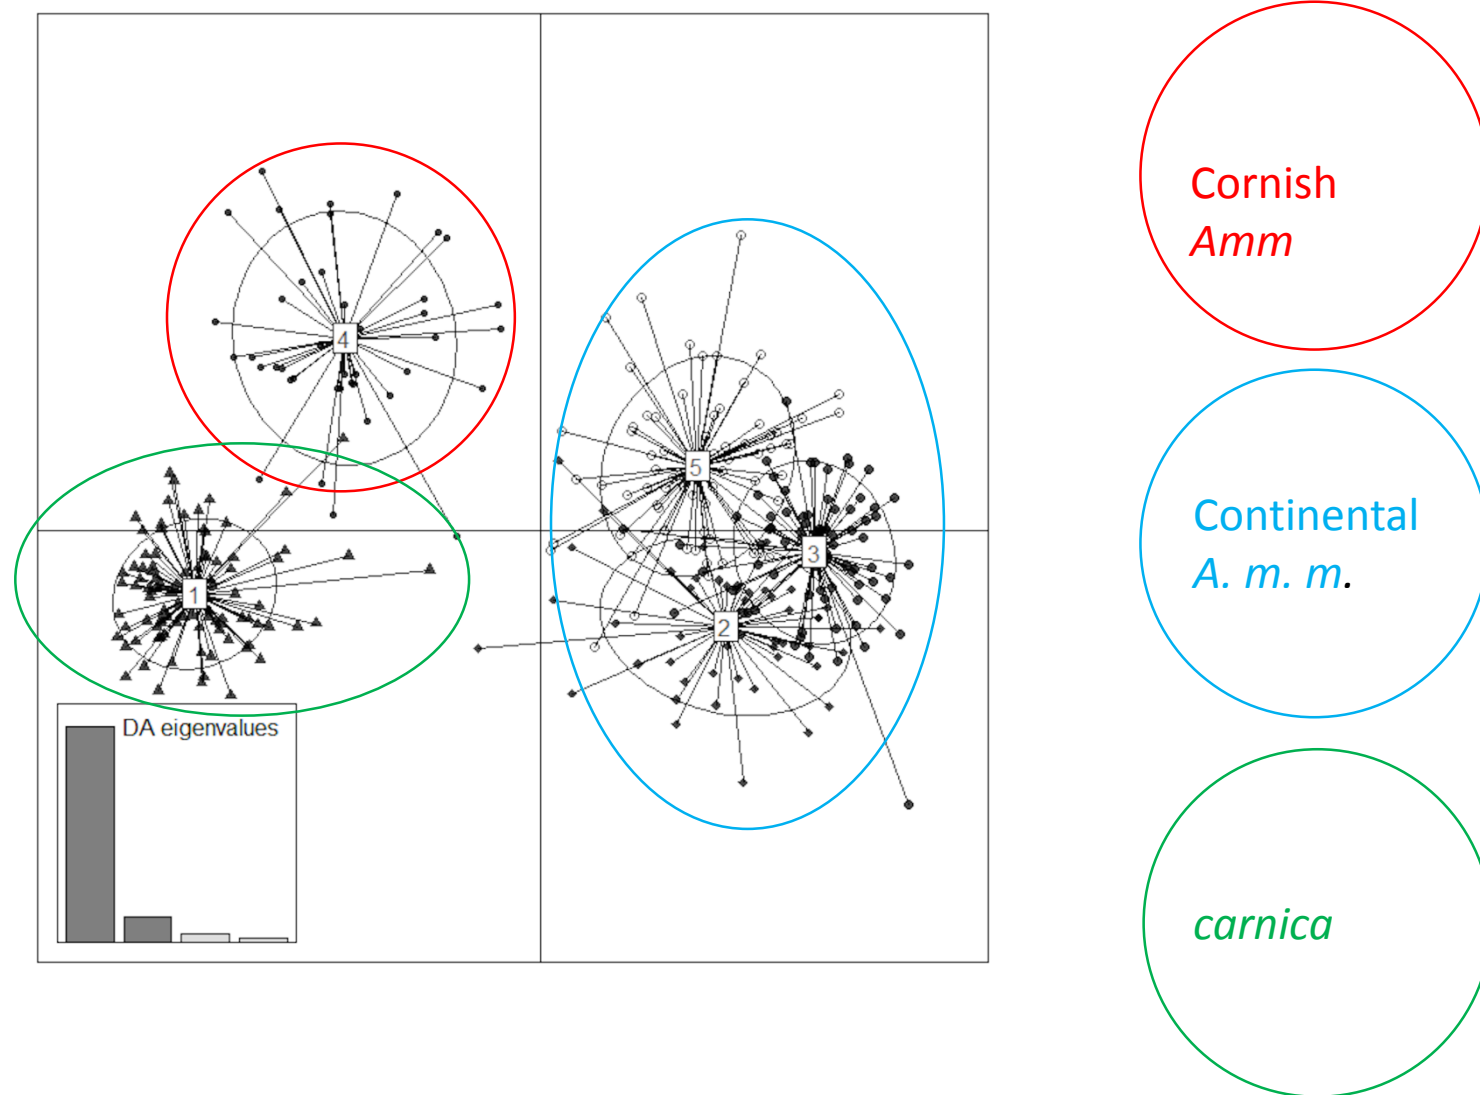 4
5
3
1
2
DA eigenvalues
Cornish
Amm
Continental
A. m. m.
carnica